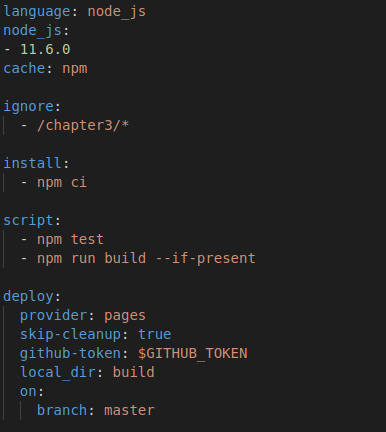 language: node_js
node_js:
- 11.6.0
cache: npm

ignore:
  - /chapter3/*

install:
  - npm ci

script:
  - npm test
  - npm run build --if-present

deploy:
  provider: pages
  skip-cleanup: true
  github-token: $GITHUB_TOKEN
  local_dir: build
  on:
    branch: master